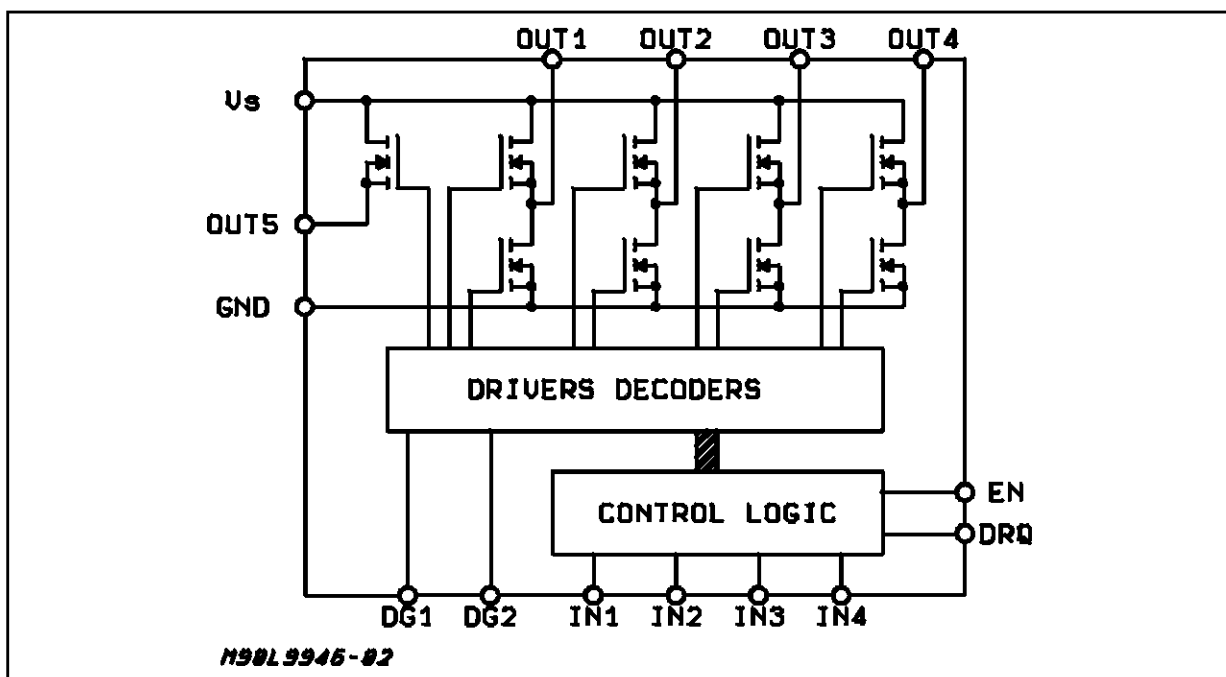 OUT1 OUT2 OUT3 OUT4
Vs
OUT5
GND
DRIVERS DECODERS
CONTROL LOGIC
EN
DRQ
DG1 DG2 IN1 IN2 IN3 IN4
M90L9946-02